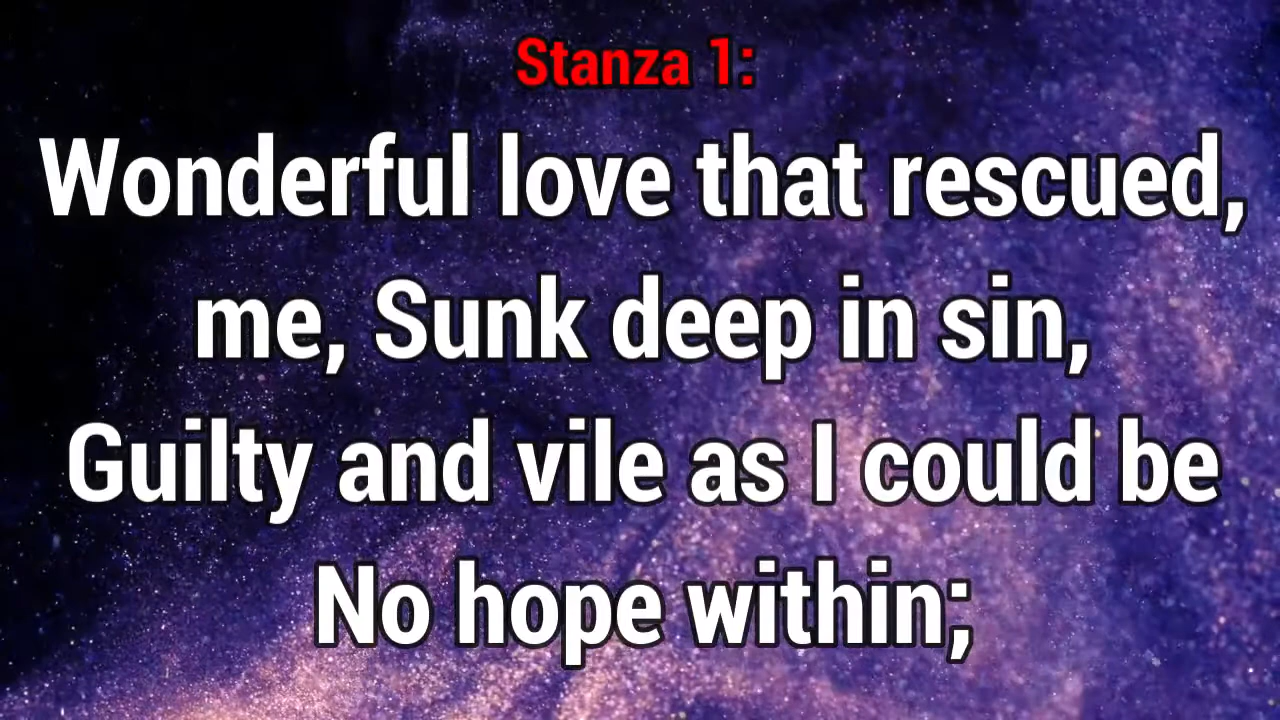 Stanza 1:
Wonderful love that rescued,
me, Sunk deep in sin,
Guilty and vile as I could be
No hope within;